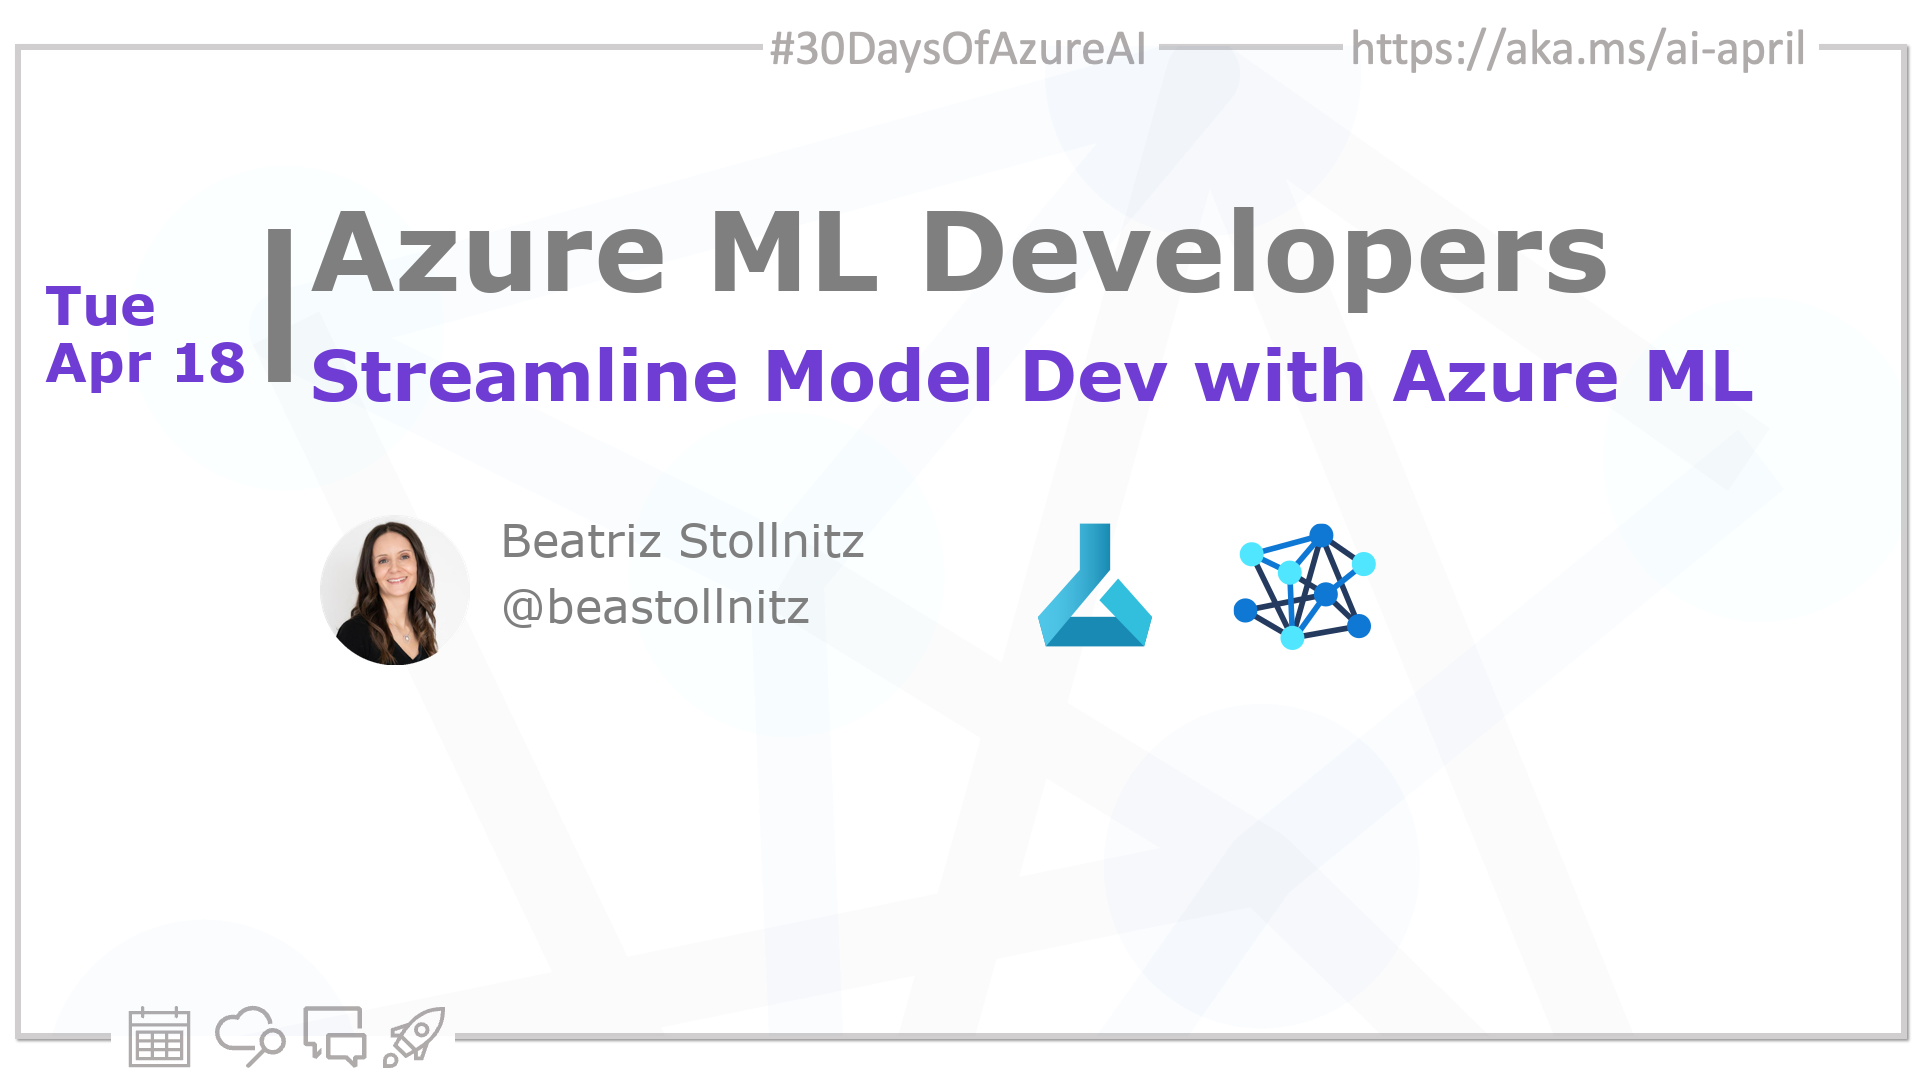 #30DaysOfAzureAI
https://aka.ms/ai-april
Tue
Apr 18
Azure ML Developers
Streamline Model Dev with Azure ML
Beatriz Stollnitz
@beastollnitz